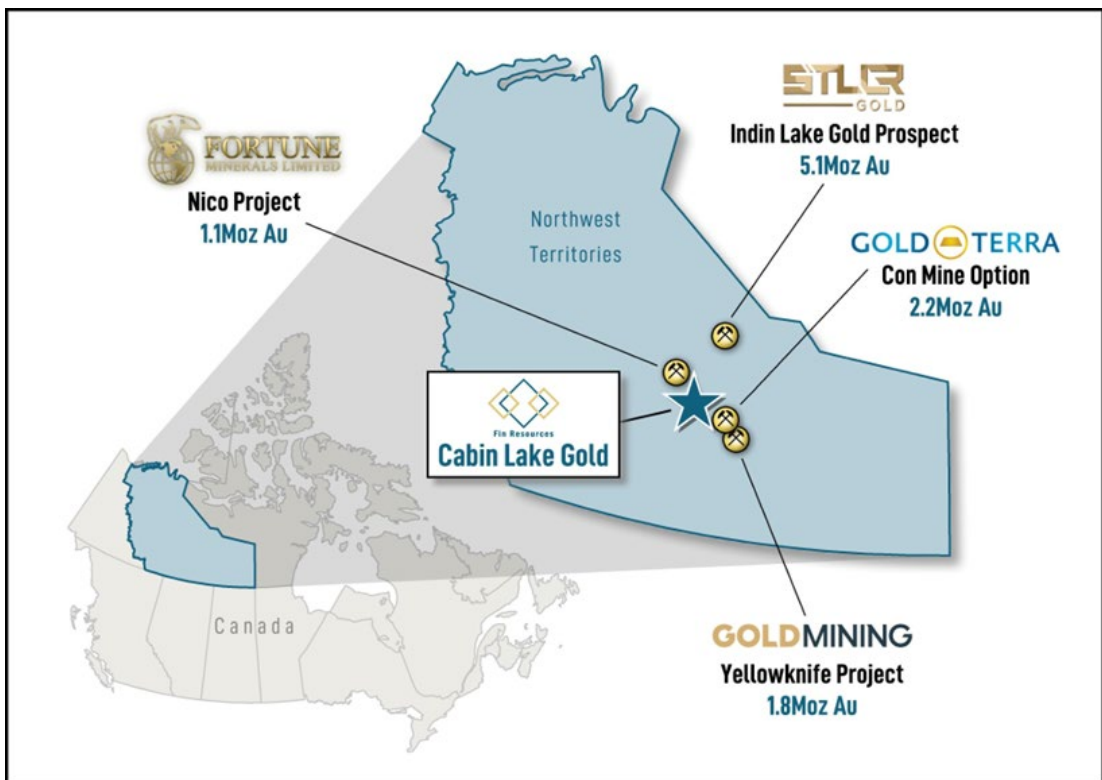 STLLR
GOLD
Indin Lake Gold Prospect
5.1Moz Au
FORTUNE
MINERALS LIMITED
Nico Project
1.1Moz Au
Northwest
Territories
GOLD TERRA
Con Mine Option
2.2Moz Au
Fin Resources
Cabin Lake Gold
Canada
GOLDMINING
Yellowknife Project
1.8Moz Au